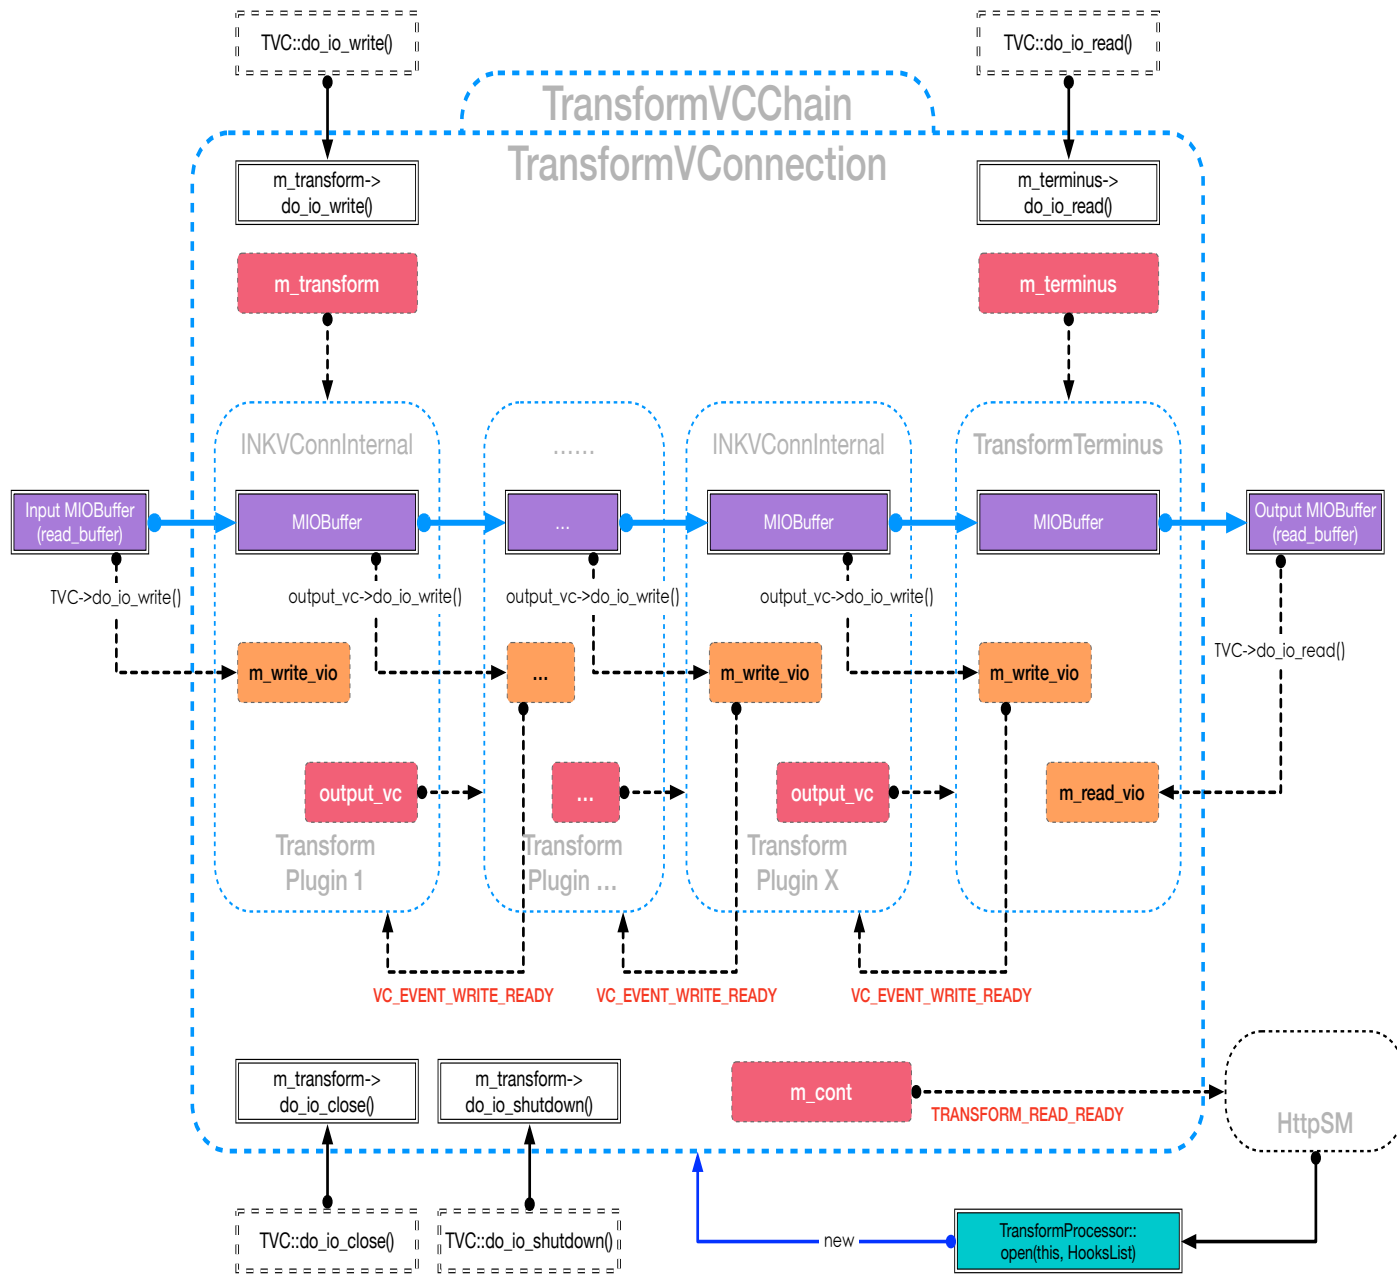 TVC::do_io_write()
TVC::do_io_read()
TransformVCChain
TransformVConnection
m_transform->
do_io_write()
m_terminus->
do_io_read()
m_transform
m_terminus
INKVConnInternal
......
INKVConnInternal
TransformTerminus
Input MIOBuffer
(read_buffer)
MIOBuffer
...
MIOBuffer
MIOBuffer
Output MIOBuffer
(read_buffer)
TVC->do_io_write()
output_vc->do_io_write()
output_vc->do_io_write()
output_vc->do_io_write()
TVC->do_io_read()
m_write_vio
...
m_write_vio
m_write_vio
output_vc
...
output_vc
m_read_vio
Transform
Plugin 1
Transform
Plugin ...
Transform
Plugin X
VC_EVENT_WRITE_READY
VC_EVENT_WRITE_READY
VC_EVENT_WRITE_READY
m_transform->
do_io_close()
m_transform->
do_io_shutdown()
m_cont
TRANSFORM_READ_READY
HttpSM
TVC::do_io_close()
TVC::do_io_shutdown()
new
TransformProcessor::
open(this, HooksList)